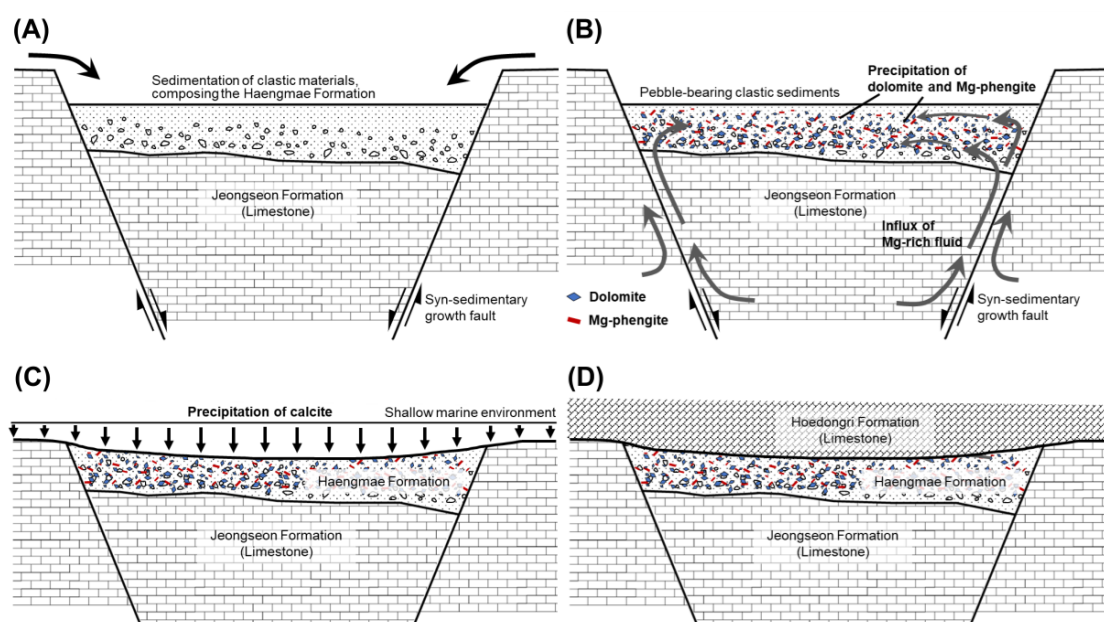 (A)
Sedimentation of clastic materials,
composing the Haengmae Formation
Jeongseon Formation
(Limestone)
Syn-sedimentary
growth fault
(B)
Pebble-bearing clastic sediments
Precipitation of
dolomite and Mg-phengite
Jeongseon Formation
(Limestone)
Influx of
Mg-rich fluid
Dolomite
Mg-phengite
Syn-sedimentary
growth fault
(C)
Precipitation of calcite
Shallow marine environment
Haengmae Formation
Jeongseon Formation
(Limestone)
(D)
Hoedongri Formation
(Limestone)
Haengmae Formation
Jeongseon Formation
(Limestone)